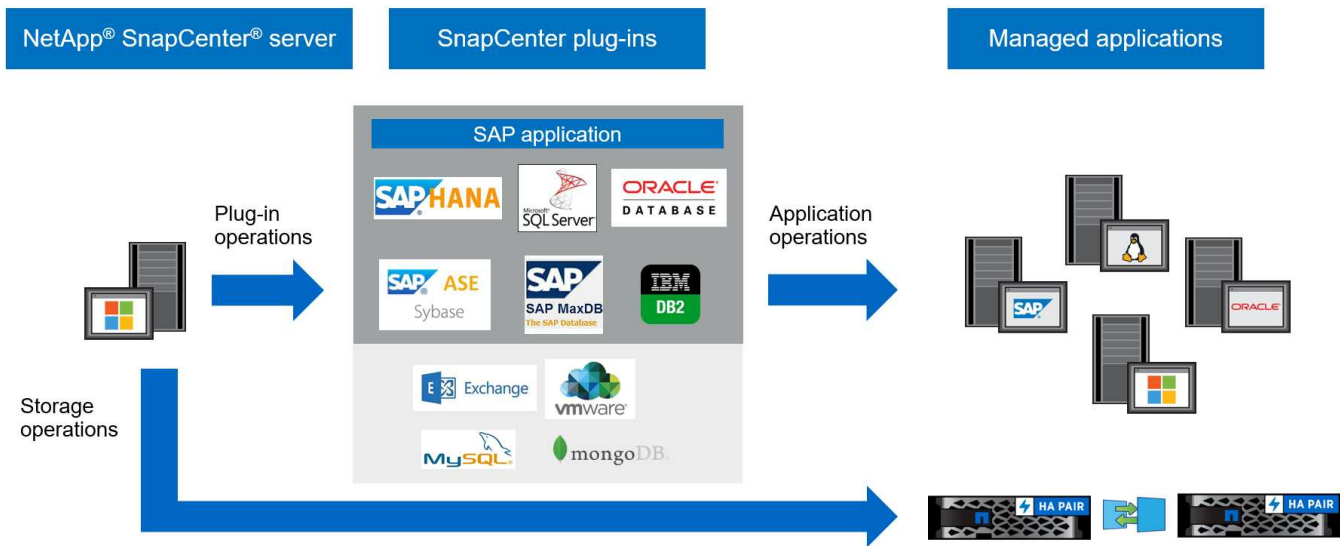 NetApp® SnapCenter® server
SnapCenter plug-ins
Managed applications
SAP application
SAP® HANA
Microsoft®
SQL Server®
ORACLE®
DATABASE
Plug-in
operations
Application
operations
SAP® ASE
Sybase
SAP
SAP MaxDB
The SAP Database
IBM
DB2
SAP
ORACLE
E Exchange
vmware®
Storage
operations
MySQL®
mongoDB
HA PAIR
HA PAIR